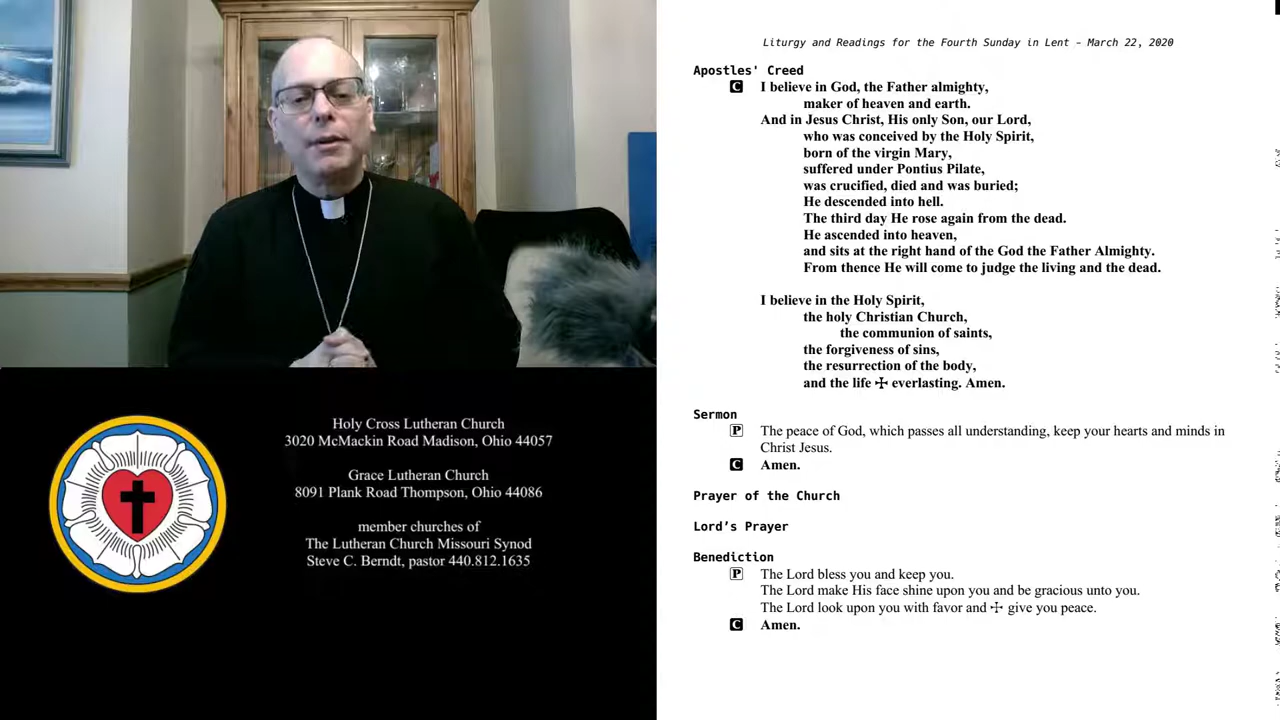 Holy Cross Lutheran Church
3020 McMackin Road Madison, Ohio 44057
Grace Lutheran Church
8091 Plank Road Thompson, Ohio 44086
member churches of
The Lutheran Church Missouri Synod
Steve C. Berndt, pastor 440.812.1635
Liturgy and Readings for the Fourth Sunday in Lent - March 22, 2020
Apostles' Creed
C I believe in God, the Father almighty,
maker of heaven and earth.
And in Jesus Christ, His only Son, our Lord,
who was conceived by the Holy Spirit,
born of the virgin Mary,
suffered under Pontius Pilate,
was crucified, died and was buried;
He descended into hell.
The third day He rose again from the dead.
He ascended into heaven,
and sits at the right hand of the God the Father Almighty.
From thence He will come to judge the living and the dead.
I believe in the Holy Spirit,
the holy Christian Church,
the communion of saints,
the forgiveness of sins,
the resurrection of the body,
and the life ☩ everlasting. Amen.
Sermon
P The peace of God, which passes all understanding, keep your hearts and minds in
Christ Jesus.
C Amen.
Prayer of the Church
Lord’s Prayer
Benediction
P The Lord bless you and keep you.
The Lord make His face shine upon you and be gracious unto you.
The Lord look upon you with favor and ☩ give you peace.
C Amen.